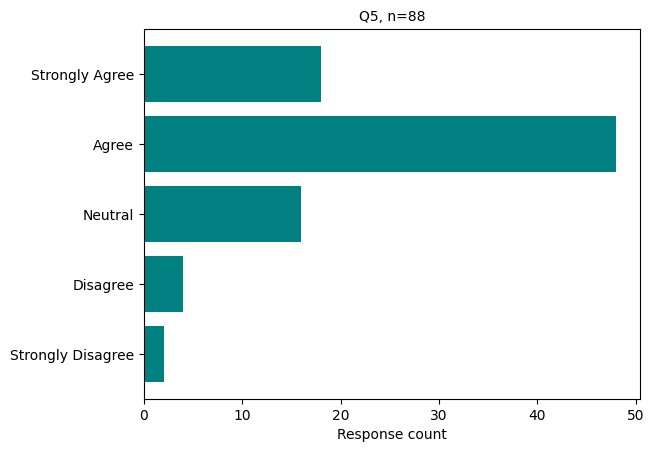 Q5, n=88
Strongly Agree
Agree
Neutral
Disagree
Strongly Disagree
0 10 20 30 40 50
Response count